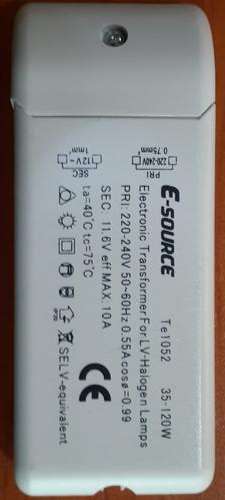 E-SOURCE Te1052 35-120W
Electronic Transformer For LV-Halogen Lamps
PRI: 220-240V 50~60Hz 0.55A cosø=0.99
SEC: 11.6V eff MAX. 10A
ta=40°C tc=75°C
SELV-equivalent
CE
PRI
220-240V
0.75mm²
SEC
12V~
1mm²